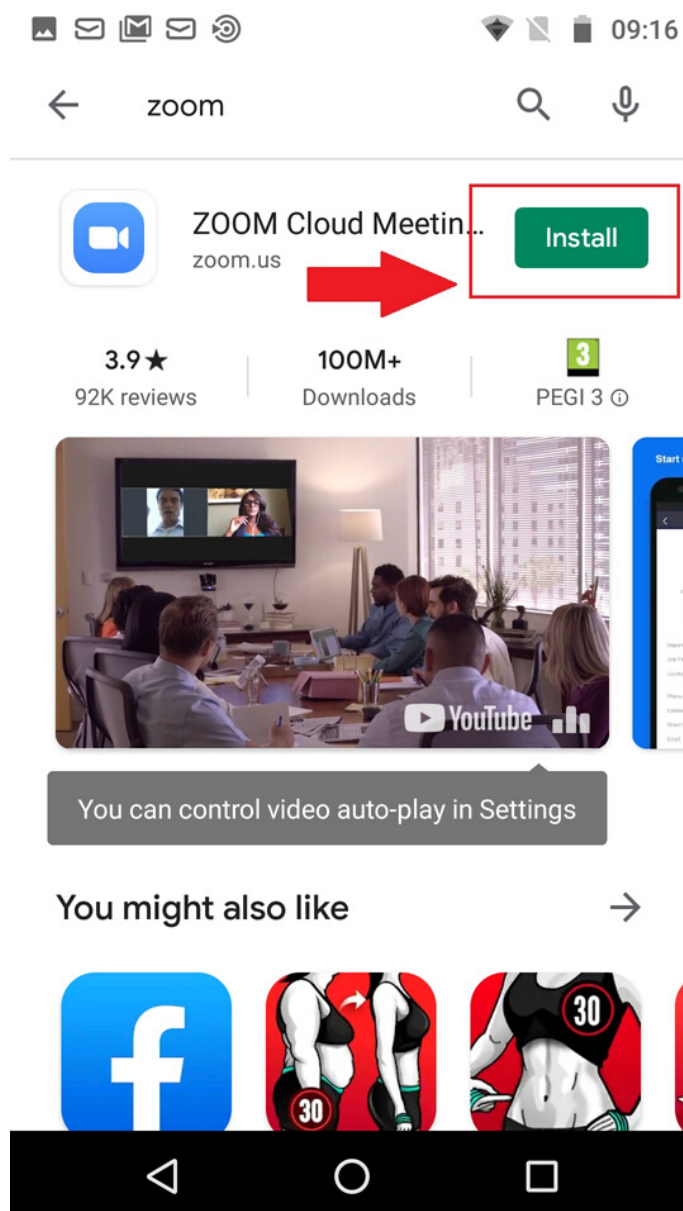 09:16
zoom
ZOOM Cloud Meetin...
Install
zoom.us
3.9★
100M+
3
92K reviews
Downloads
PEGI 3
Start
YouTube
You can control video auto-play in Settings
You might also like
f
30
30